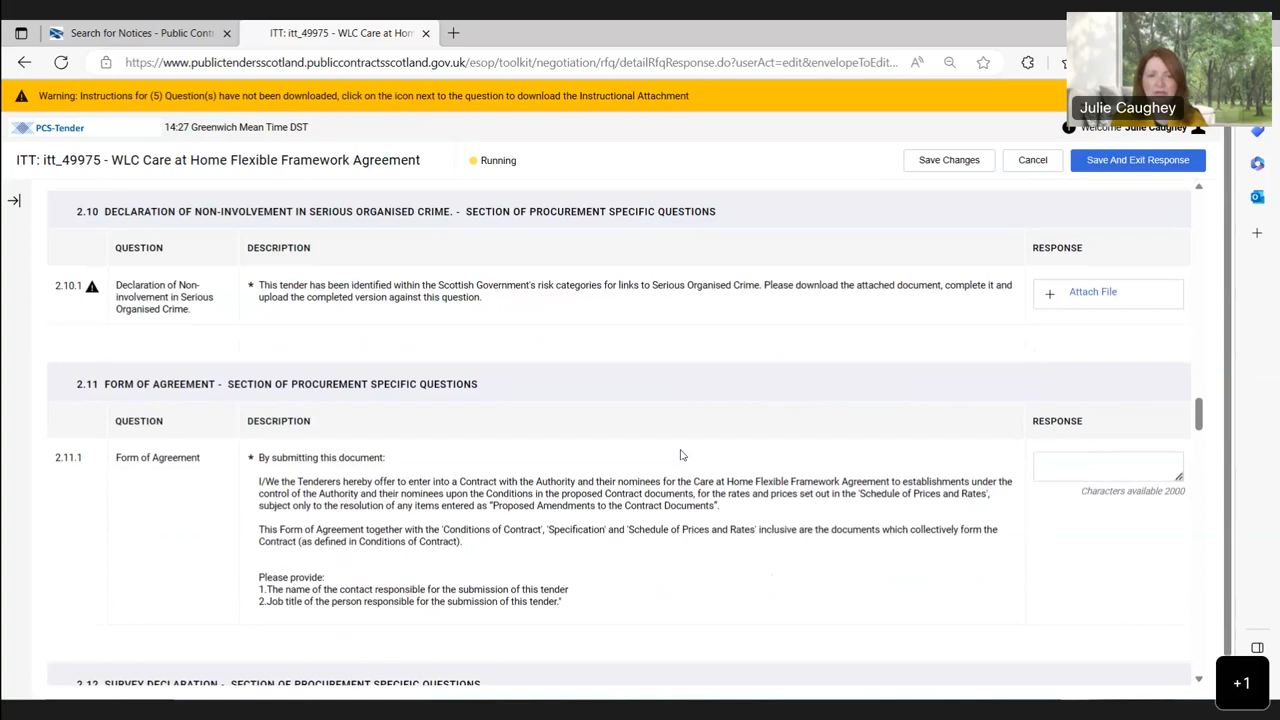 Search for Notices - Public Contr
ITT: itt_49975 - WLC Care at Hom
https://www.publictendersscotland.publiccontractsscotland.gov.uk/esop/toolkit/negotiation/rfq/detailRfqResponse.do?userAct=edit&envelopeToEdit...
Julie Caughey
Warning: Instructions for (5) Question(s) have not been downloaded, click on the icon next to the question to download the Instructional Attachment
PCS-Tender
14:27 Greenwich Mean Time DST
Welcome Julie Caughey
ITT: itt_49975 - WLC Care at Home Flexible Framework Agreement
Running
Save Changes
Cancel
Save And Exit Response
2.10 DECLARATION OF NON-INVOLVEMENT IN SERIOUS ORGANISED CRIME. - SECTION OF PROCUREMENT SPECIFIC QUESTIONS
QUESTION
DESCRIPTION
RESPONSE
2.10.1
Declaration of Non-
involvement in Serious
Organised Crime.
* This tender has been identified within the Scottish Government's risk categories for links to Serious Organised Crime. Please download the attached document, complete it and
upload the completed version against this question.
+ Attach File
2.11 FORM OF AGREEMENT - SECTION OF PROCUREMENT SPECIFIC QUESTIONS
QUESTION
DESCRIPTION
RESPONSE
2.11.1
Form of Agreement
* By submitting this document:
I/We the Tenderers hereby offer to enter into a Contract with the Authority and their nominees for the Care at Home Flexible Framework Agreement to establishments under the
control of the Authority and their nominees upon the Conditions in the proposed Contract documents, for the rates and prices set out in the 'Schedule of Prices and Rates',
subject only to the resolution of any items entered as "Proposed Amendments to the Contract Documents".
This Form of Agreement together with the 'Conditions of Contract', 'Specification' and 'Schedule of Prices and Rates' inclusive are the documents which collectively form the
Contract (as defined in Conditions of Contract).
Please provide:
1.The name of the contact responsible for the submission of this tender
2.Job title of the person responsible for the submission of this tender."
Characters available 2000
2.12 SURVEY DECLARATION - SECTION OF PROCUREMENT SPECIFIC QUESTIONS
+1